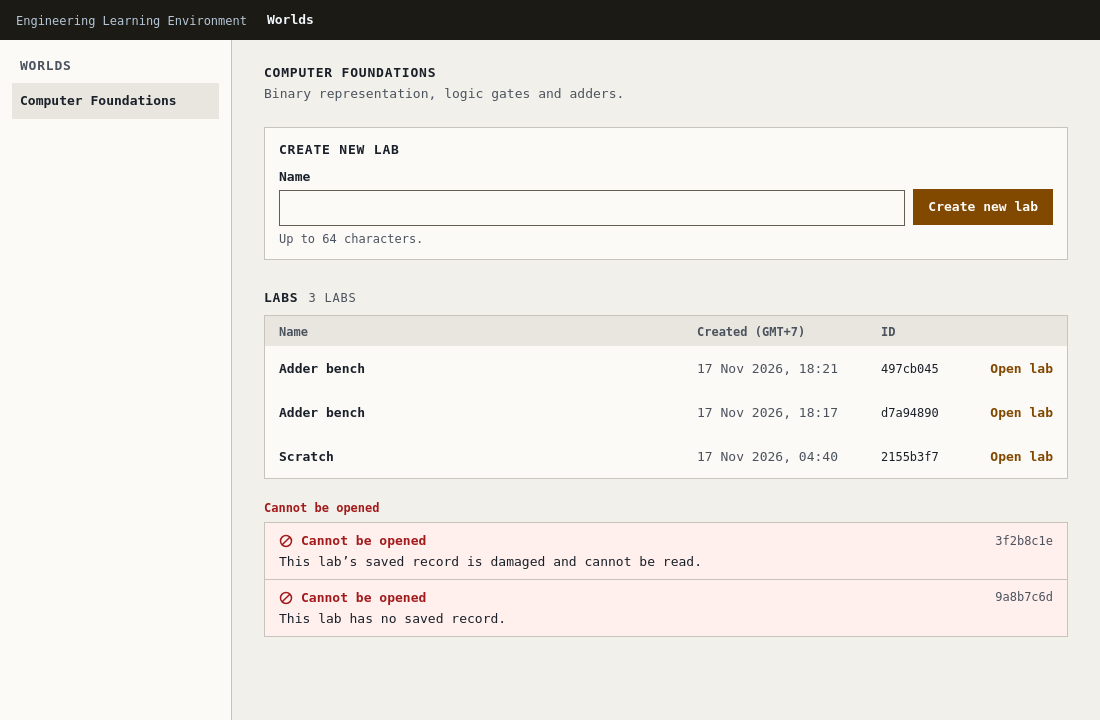 Engineering Learning Environment Worlds
WORLDS
Computer Foundations
COMPUTER FOUNDATIONS
Binary representation, logic gates and adders.
CREATE NEW LAB
Name
Create new lab
Up to 64 characters.
LABS 3 LABS
Name Created (GMT+7) ID
Adder bench 17 Nov 2026, 18:21 497cb045 Open lab
Adder bench 17 Nov 2026, 18:17 d7a94890 Open lab
Scratch 17 Nov 2026, 04:40 2155b3f7 Open lab
Cannot be opened
Cannot be opened 3f2b8c1e
This lab’s saved record is damaged and cannot be read.
Cannot be opened 9a8b7c6d
This lab has no saved record.